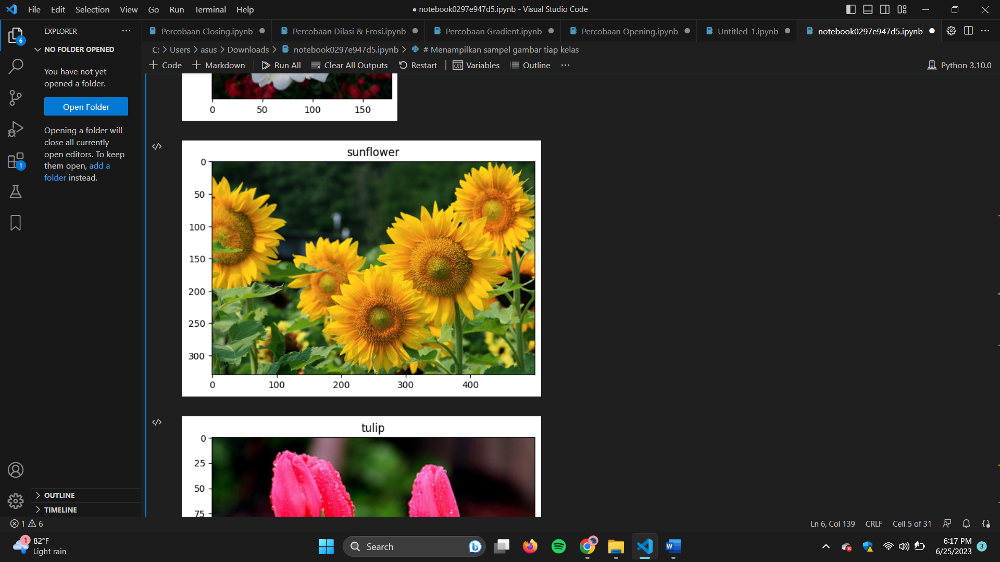 File Edit Selection View Go Run Terminal Help
● notebook0297e947d5.ipynb - Visual Studio Code
EXPLORER
Percobaan Closing.ipynb
Percobaan Dilasi & Erosi.ipynb
Percobaan Gradient.ipynb
Percobaan Opening.ipynb
Untitled-1.ipynb
notebook0297e947d5.ipynb
C: > Users > asus > Downloads > notebook0297e947d5.ipynb > # Menampilkan sampel gambar tiap kelas
+ Code + Markdown Run All Clear All Outputs Restart Variables Outline ... Python 3.10.0
6
NO FOLDER OPENED
You have not yet
opened a folder.
Open Folder
Opening a folder will
close all currently
open editors. To keep
them open, add a
folder instead.
1
0 50 100 150
sunflower
0
50
100
150
200
250
300
0 100 200 300 400
tulip
0
25
50
75
OUTLINE
TIMELINE
1 6
Ln 6, Col 139 CRLF Cell 5 of 31
1
82°F
Light rain
Search
W
6:17 PM
6/25/2023
3